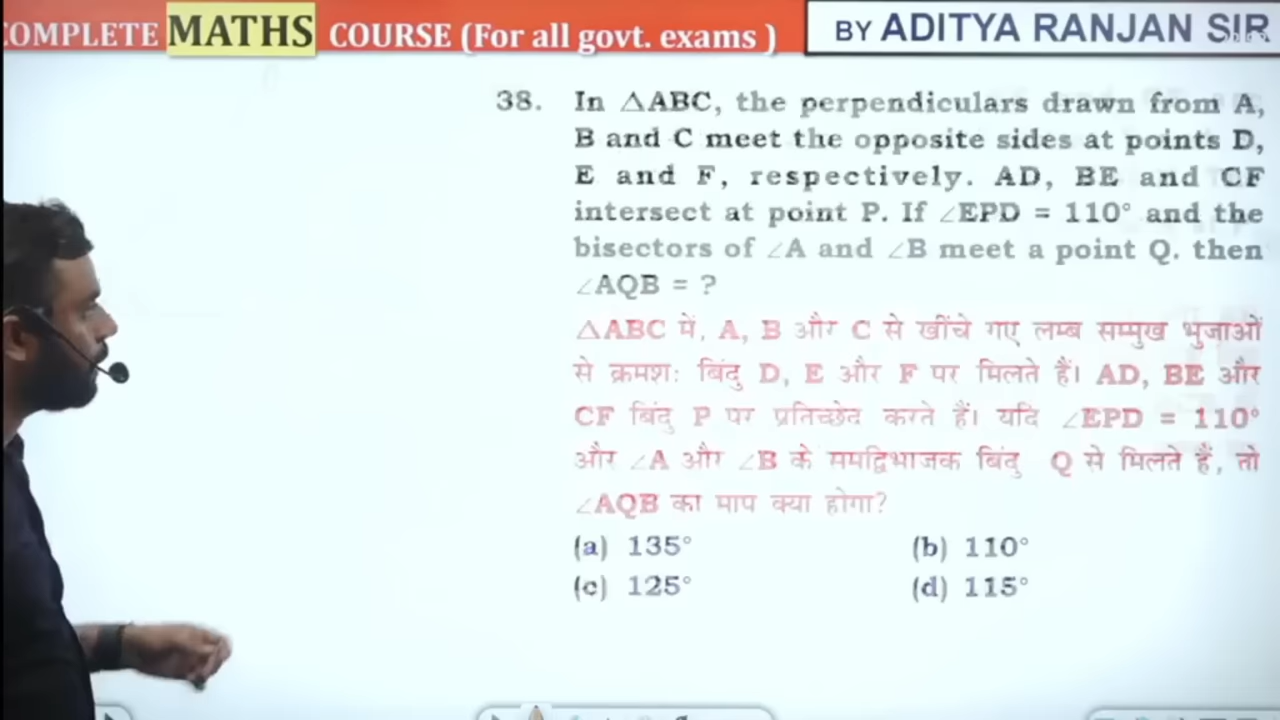 OMPLETE MATHS COURSE (For all govt. exams ) BY ADITYA RANJAN SIR
38. In △ABC, the perpendiculars drawn from A,
B and C meet the opposite sides at points D,
E and F, respectively. AD, BE and CF
intersect at point P. If ∠EPD = 110° and the
bisectors of ∠A and ∠B meet a point Q. then
∠AQB = ?
△ABC में, A, B और C से खींचे गए लम्ब सम्मुख भुजाओं
से क्रमशः बिंदु D, E और F पर मिलते हैं। AD, BE और
CF बिंदु P पर प्रतिच्छेद करते हैं। यदि ∠EPD = 110°
और ∠A और ∠B के समद्विभाजक बिंदु Q से मिलते हैं, तो
∠AQB का माप क्या होगा?
(a) 135° (b) 110°
(c) 125° (d) 115°